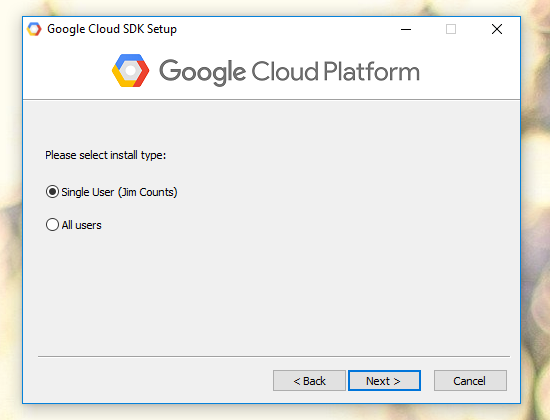 Google Cloud SDK Setup
Google Cloud Platform
Please select install type:
Single User (Jim Counts)
All users
< Back
Next >
Cancel